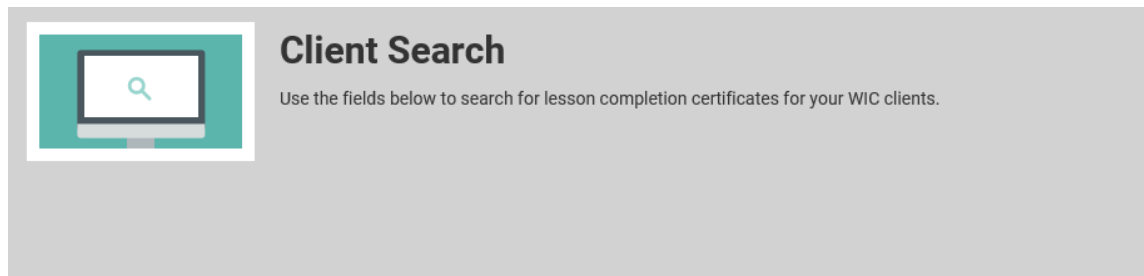 Client Search
Use the fields below to search for lesson completion certificates for your WIC clients.